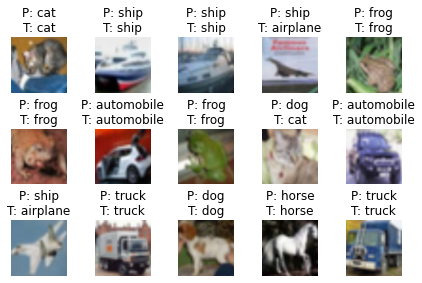 P: cat
T: cat
P: ship
T: ship
P: ship
T: ship
P: ship
T: airplane
P: frog
T: frog
P: frog
T: frog
P: automobile
T: automobile
P: frog
T: frog
P: dog
T: cat
P: automobile
T: automobile
P: ship
T: airplane
P: truck
T: truck
P: dog
T: dog
P: horse
T: horse
P: truck
T: truck